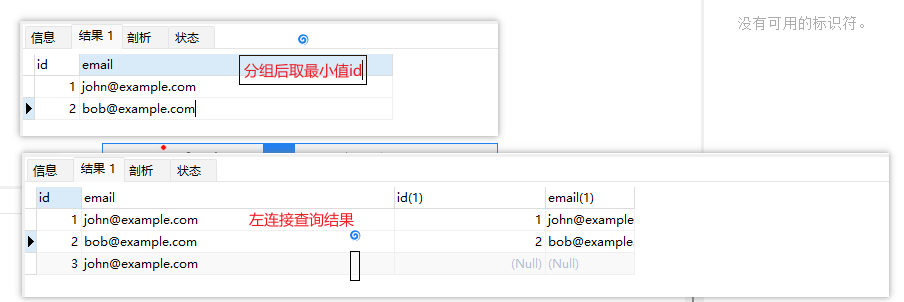 没有可用的标识符。
信息 结果 1 剖析 状态
id email
分组后取最小值id
1 john@example.com
2 bob@example.com
信息 结果 1 剖析 状态
id email id(1) email(1)
1 john@example.com 1 john@example
左连接查询结果
2 bob@example.com 2 bob@example
3 john@example.com (Null) (Null)